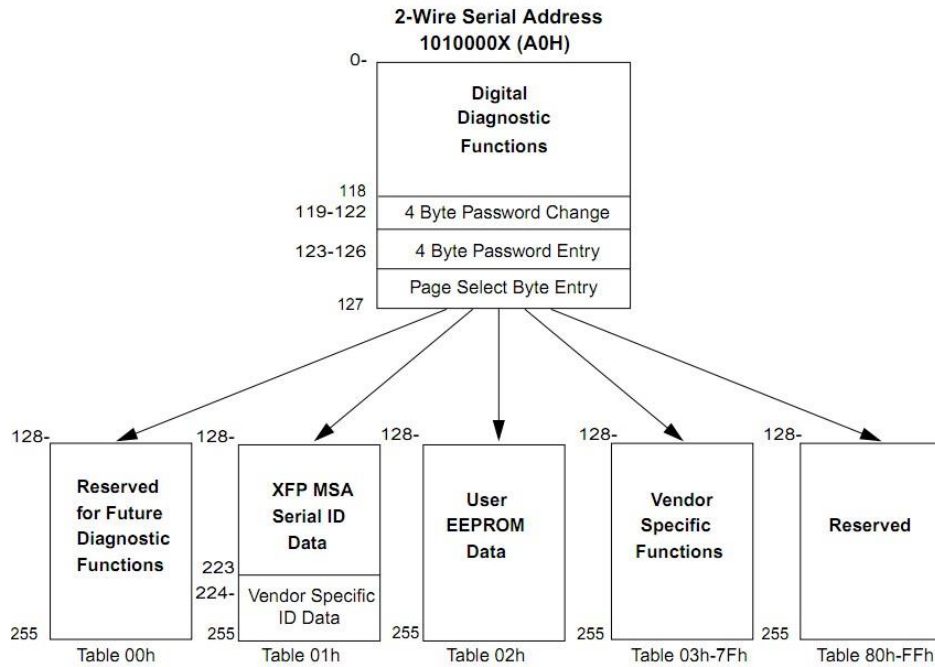 2-Wire Serial Address
1010000X (A0H)
0-
Digital
Diagnostic
Functions
118
119-122
4 Byte Password Change
123-126
4 Byte Password Entry
Page Select Byte Entry
127
128-
Reserved
for Future
Diagnostic
Functions
255
Table 00h
128-
XFP MSA
Serial ID
Data
223
224-
Vendor Specific
ID Data
255
Table 01h
128-
User
EEPROM
Data
255
Table 02h
128-
Vendor
Specific
Functions
255
Table 03h-7Fh
128-
Reserved
255
Table 80h-FFh